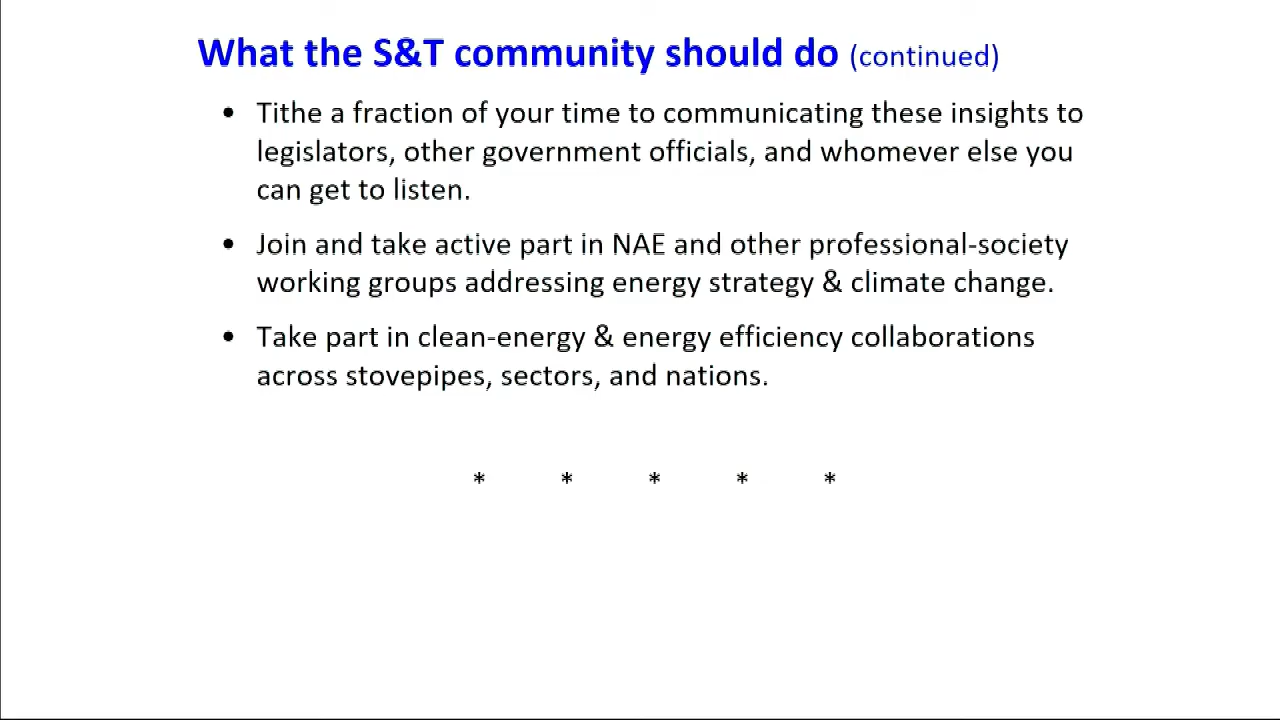 What the S&T community should do (continued)
• Tithe a fraction of your time to communicating these insights to
legislators, other government officials, and whomever else you
can get to listen.
• Join and take active part in NAE and other professional-society
working groups addressing energy strategy & climate change.
• Take part in clean-energy & energy efficiency collaborations
across stovepipes, sectors, and nations.
* * * * *